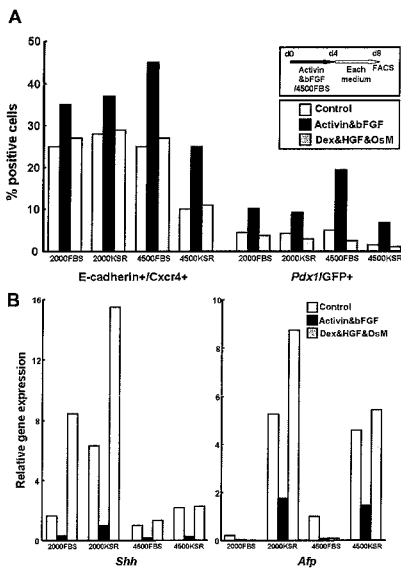 A
50
40
30
20
10
0
% positive cells
d0 d4 d8
FACS
Activin Each
&bFGF medium
/4500FBS
Control
Activin&bFGF
Dex&HGF&OsM
2000FBS 2000KSR 4500FBS 4500KSR 2000FBS 2000KSR 4500FBS 4500KSR
E-cadherin+/Cxcr4+ Pdx1/GFP+
B
16
12
8
4
0
Relative gene expression
2000FBS 2000KSR 4500FBS 4500KSR
Shh
10
8
6
4
2
0
Control
Activin&bFGF
Dex&HGF&OsM
2000FBS 2000KSR 4500FBS 4500KSR
Afp